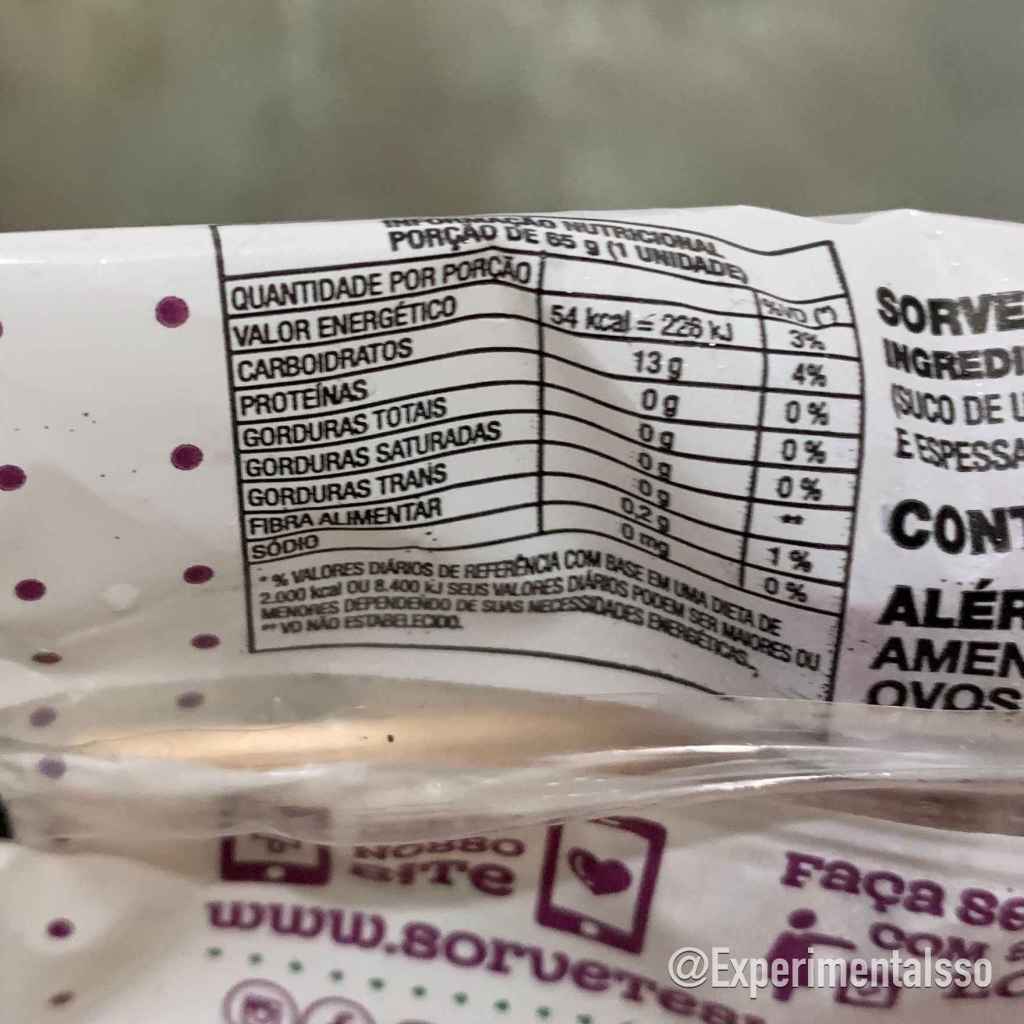 INFORMAÇÃO NUTRICIONAL
PORÇÃO DE 65 g (1 UNIDADE)
QUANTIDADE POR PORÇÃO %VD (*)
VALOR ENERGÉTICO 54 kcal = 226 kJ 3%
CARBOIDRATOS 13 g 4%
PROTEÍNAS 0 g 0 %
GORDURAS TOTAIS 0 g 0 %
GORDURAS SATURADAS 0 g 0 %
GORDURAS TRANS 0 g **
FIBRA ALIMENTAR 0,2 g 1 %
SÓDIO 0 mg 0 %
* % VALORES DIÁRIOS DE REFERÊNCIA COM BASE EM UMA DIETA DE
2.000 kcal OU 8.400 kJ SEUS VALORES DIÁRIOS PODEM SER MAIORES OU
MENORES DEPENDENDO DE SUAS NECESSIDADES ENERGÉTICAS.
** VD NÃO ESTABELECIDO.
SORVE
INGREDI
(SUCO DE L
E ESPESSA
CONT
ALÉR
AMEN
OVOS
NOSSO
SITE
www.sorvetes
FAÇA SE
COM
@Experimentalsso